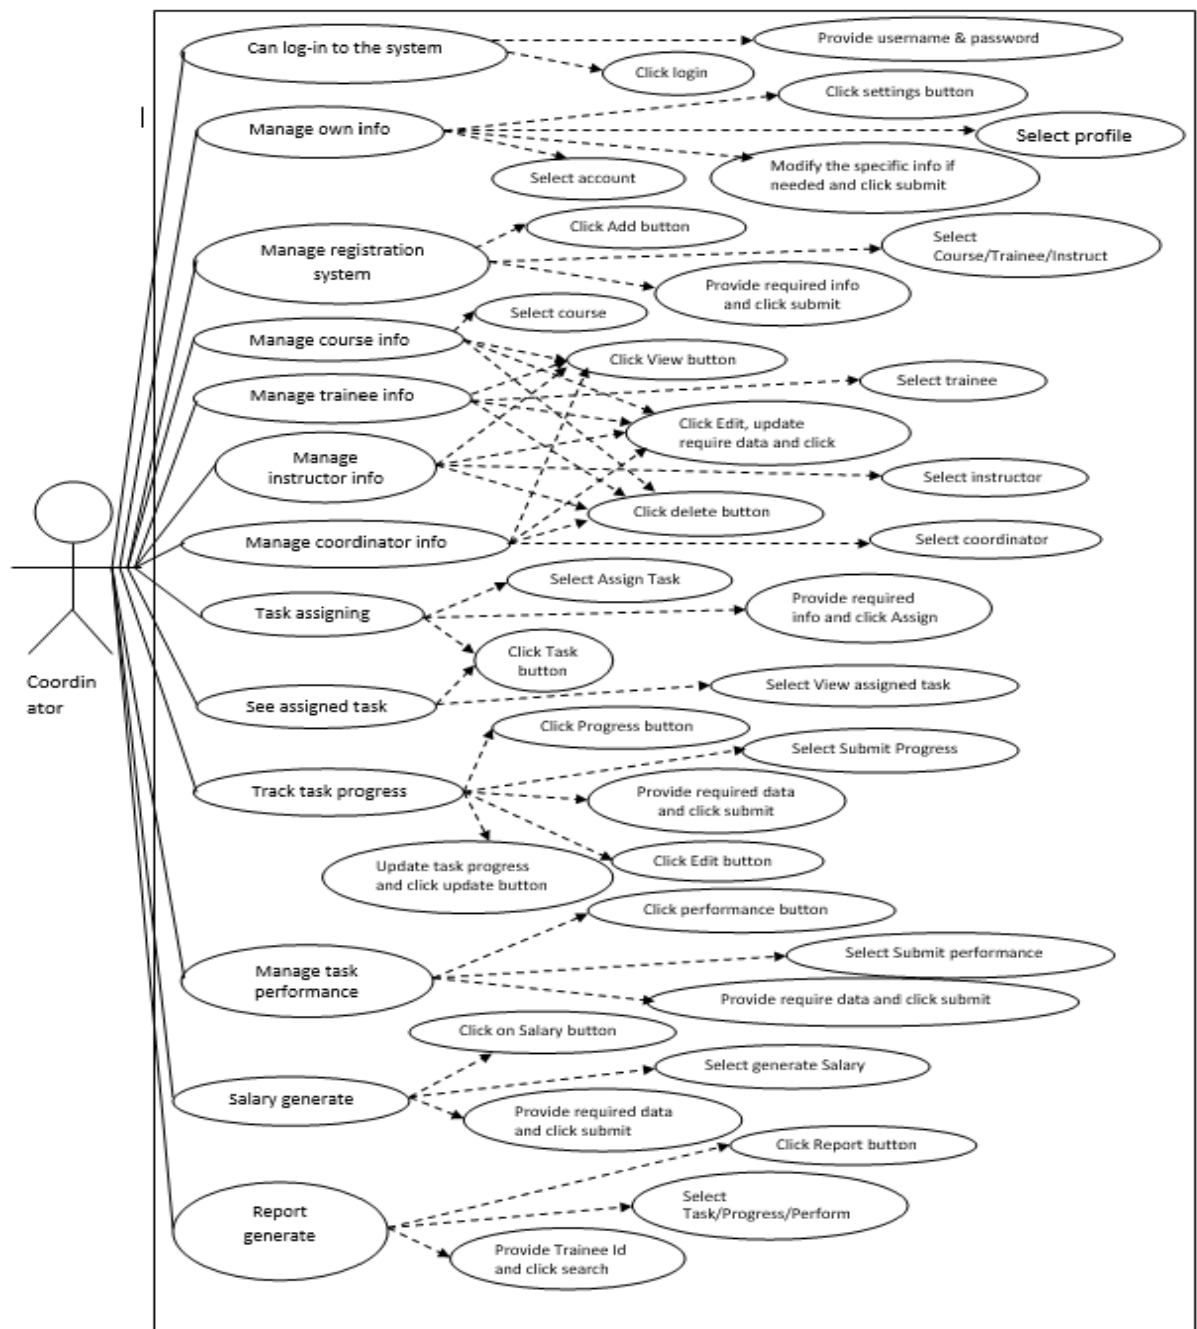 Can log-in to the system
Provide username & password
Click login
Click settings button
Manage own info
Select profile
Select account
Modify the specific info if
needed and click submit
Click Add button
Manage registration
system
Select
Course/Trainee/Instruct
Provide required info
and click submit
Select course
Manage course info
Click View button
Manage trainee info
Select trainee
Click Edit, update
require data and click
Manage
instructor info
Select instructor
Click delete button
Manage coordinator info
Select coordinator
Select Assign Task
Task assigning
Provide required
info and click Assign
Click Task
button
Coordin
ator
See assigned task
Select View assigned task
Click Progress button
Select Submit Progress
Track task progress
Provide required data
and click submit
Update task progress
and click update button
Click Edit button
Click performance button
Manage task
performance
Select Submit performance
Provide require data and click submit
Click on Salary button
Select generate Salary
Salary generate
Provide required data
and click submit
Click Report button
Report
generate
Select
Task/Progress/Perform
Provide Trainee Id
and click search